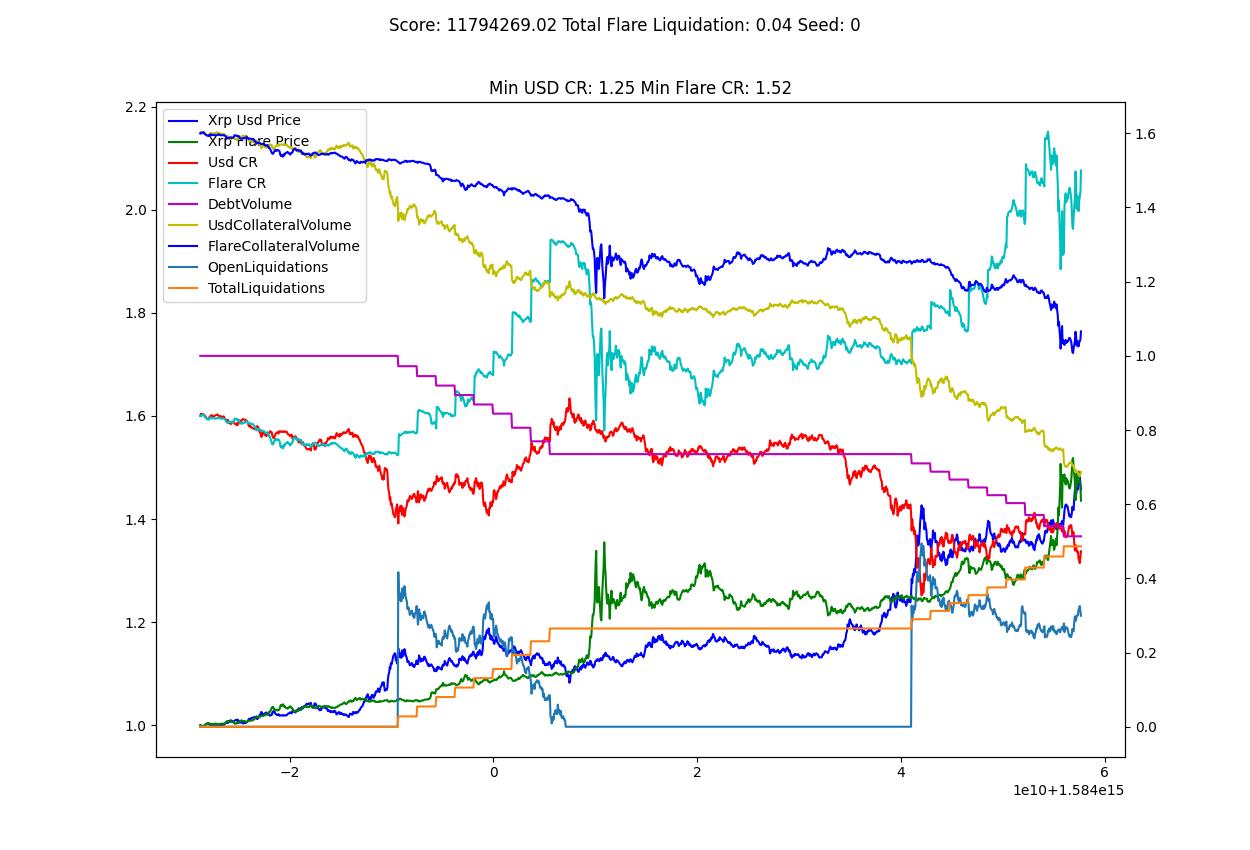 Score: 11794269.02 Total Flare Liquidation: 0.04 Seed: 0
Min USD CR: 1.25 Min Flare CR: 1.52
Xrp Usd Price
Xrp Flare Price
Usd CR
Flare CR
DebtVolume
UsdCollateralVolume
FlareCollateralVolume
OpenLiquidations
TotalLiquidations
2.2
2.0
1.8
1.6
1.4
1.2
1.0
1.6
1.4
1.2
1.0
0.8
0.6
0.4
0.2
0.0
−2
0
2
4
6
1e10+1.584e15